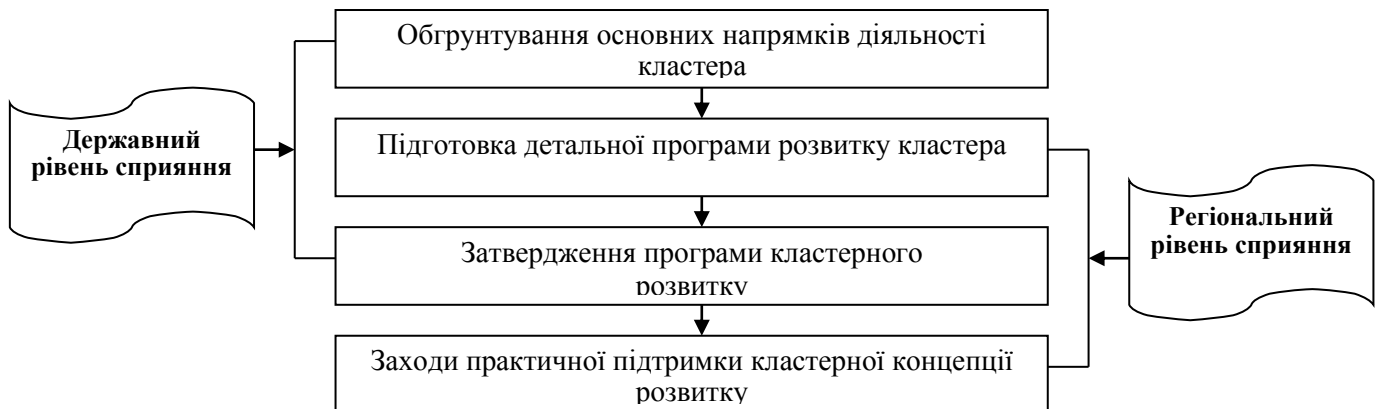 Обгрунтування основних напрямків діяльності
кластера
Державний
рівень сприяння
Підготовка детальної програми розвитку кластера
Регіональний
рівень сприяння
Затвердження програми кластерного
розвитку
Заходи практичної підтримки кластерної концепції
розвитку